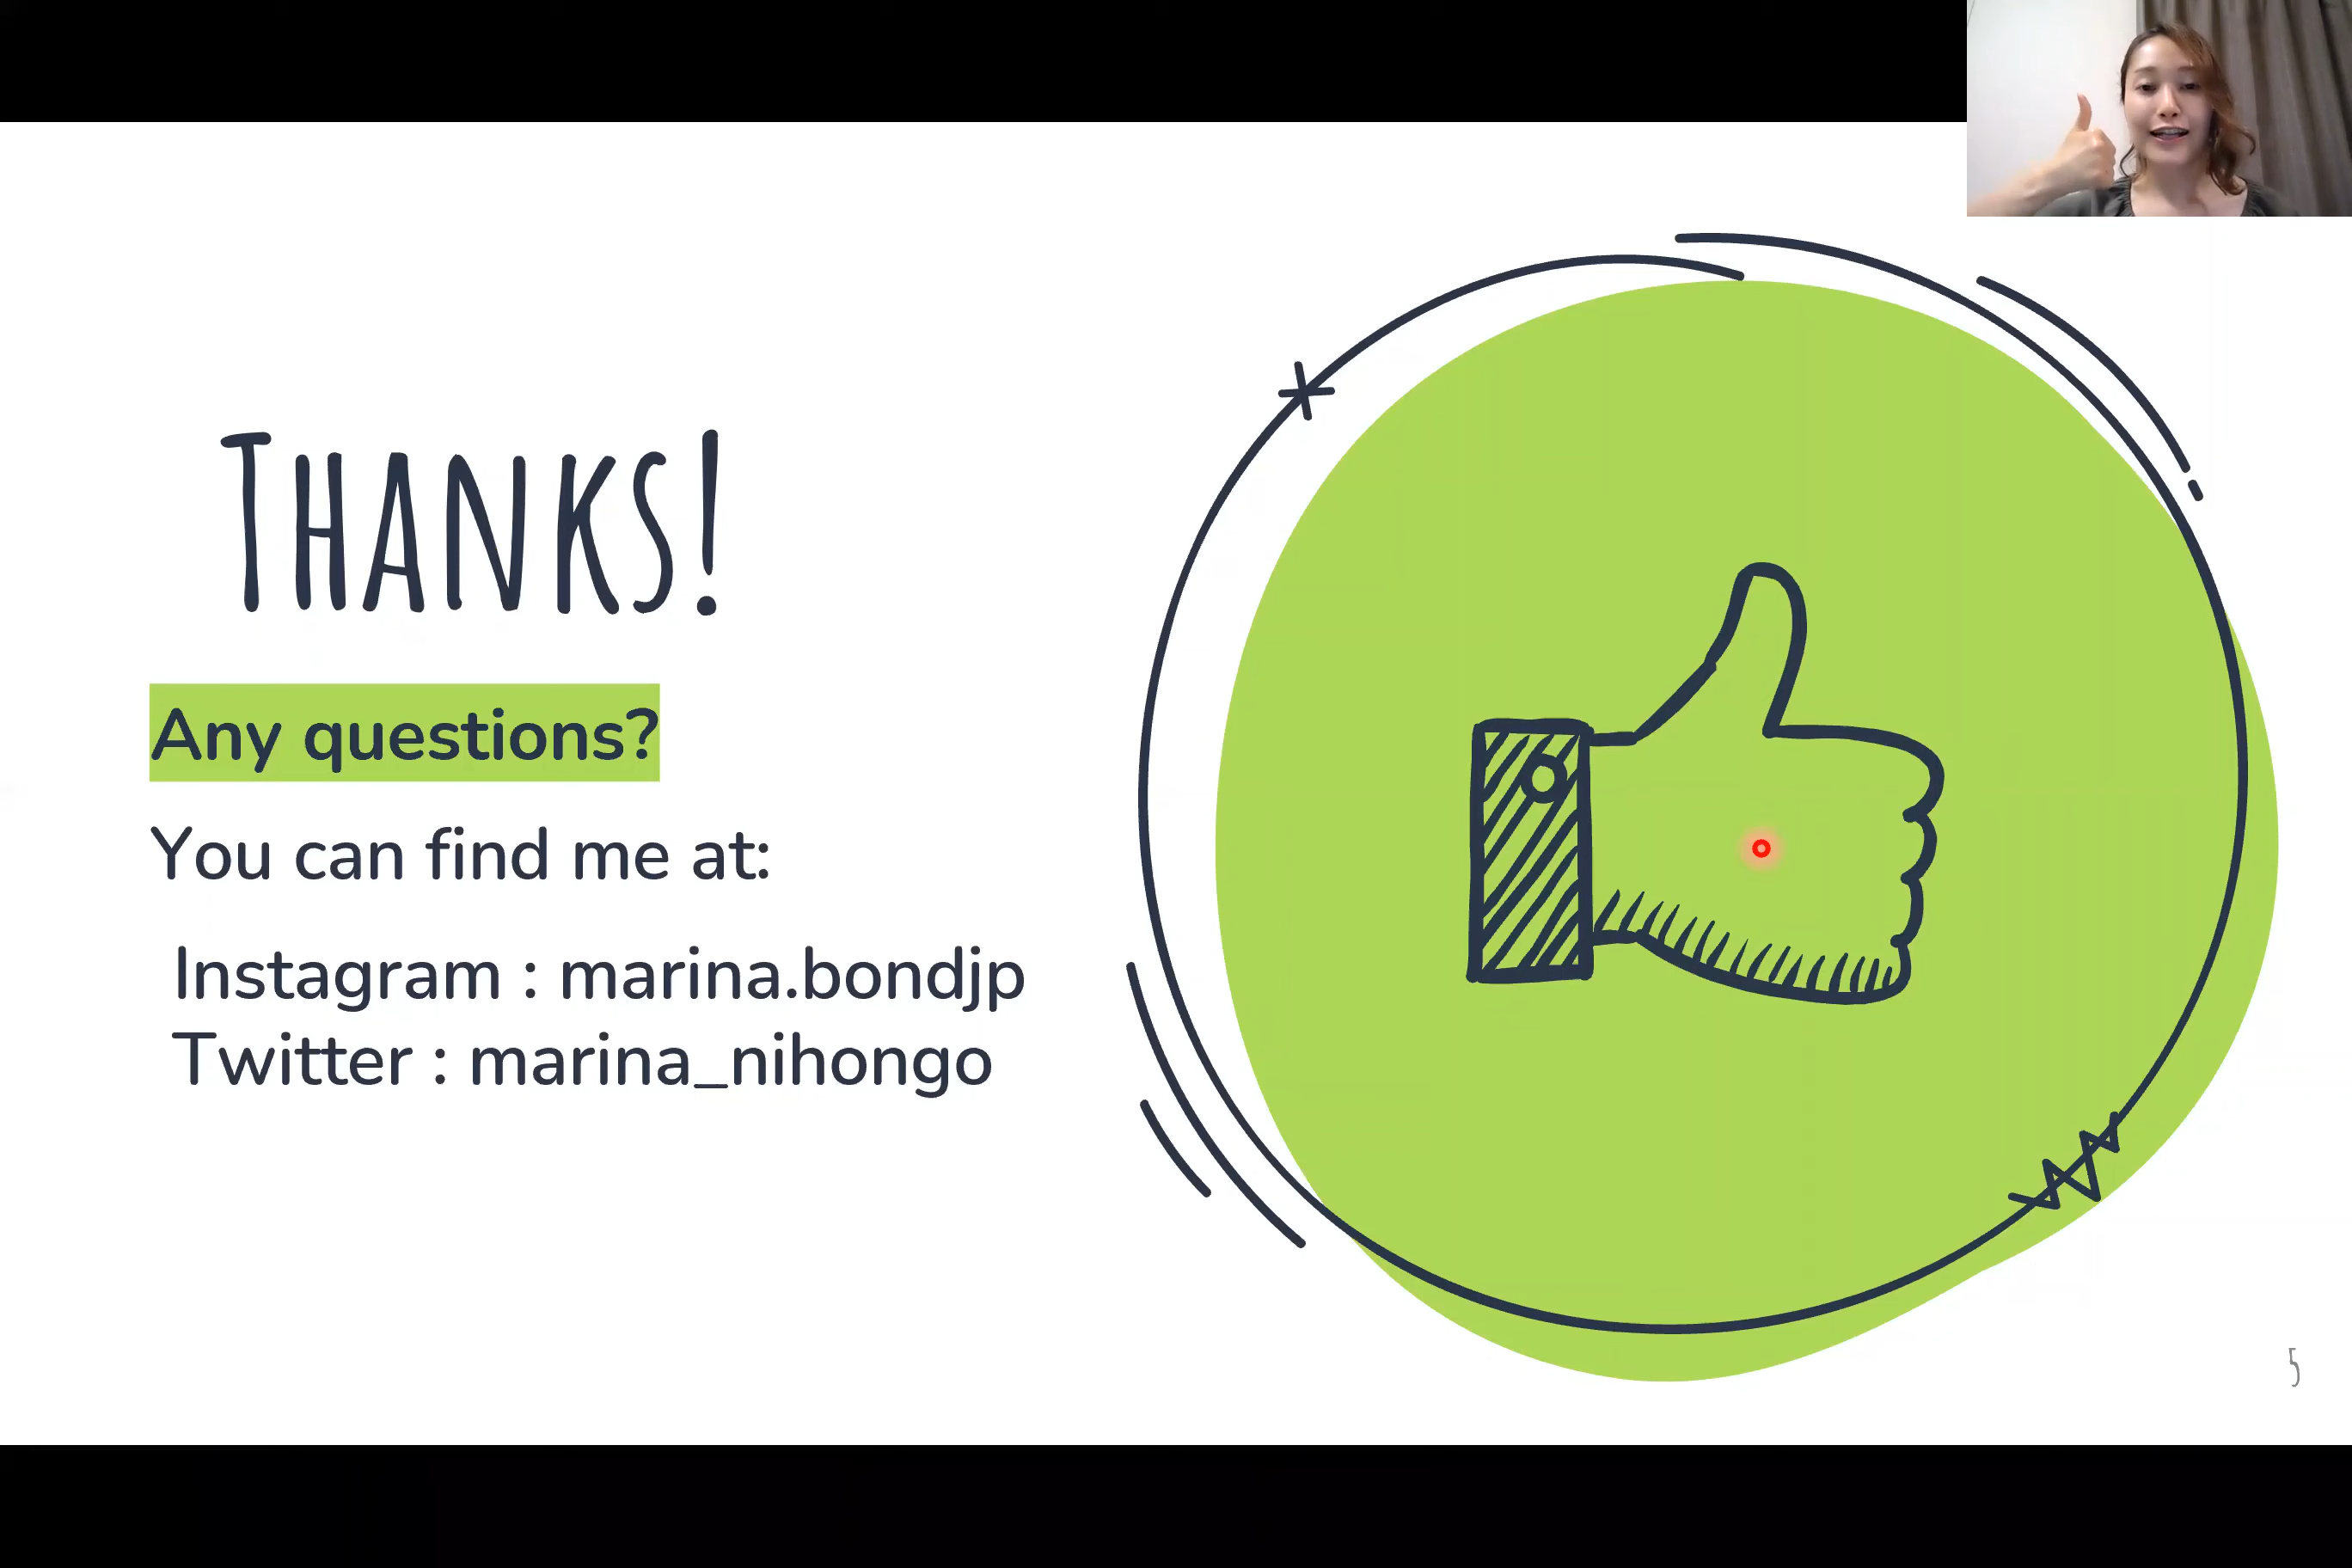 THANKS!
Any questions?
You can find me at:
Instagram : marina.bondjp
Twitter : marina_nihongo
5